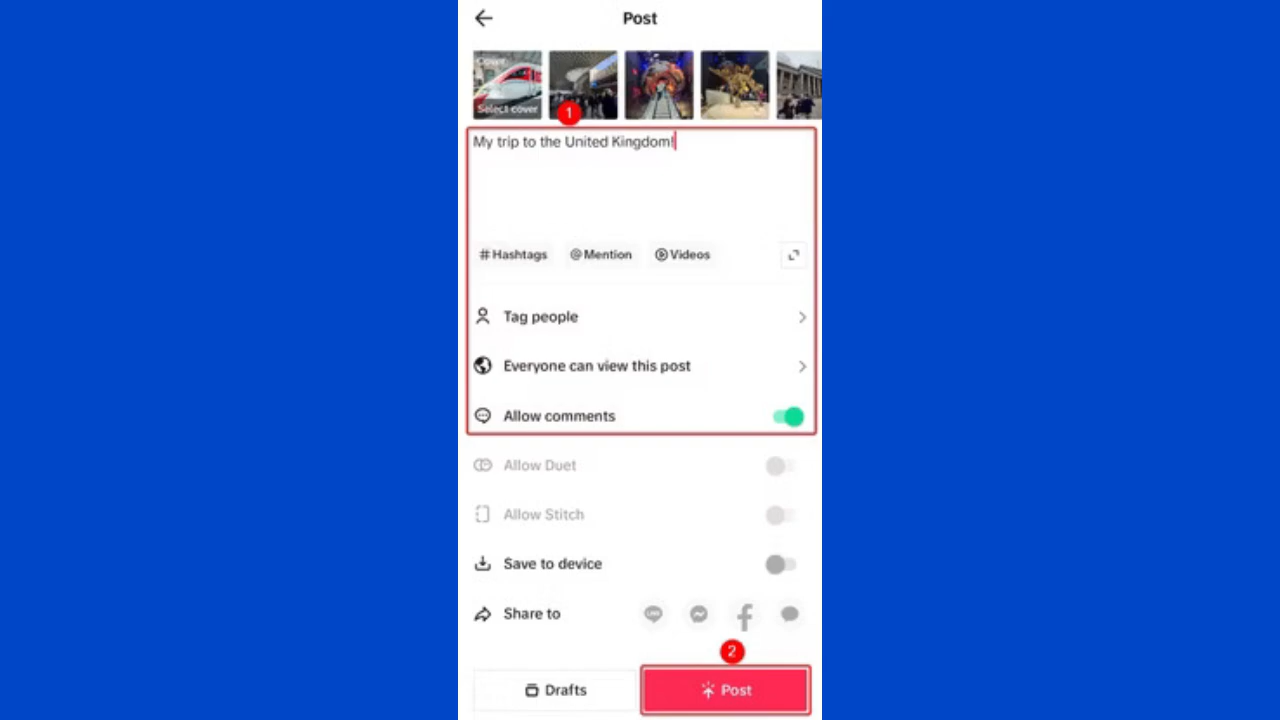 Post
Cover
Select cover
1
My trip to the United Kingdom!
#Hashtags @Mention Videos
Tag people
Everyone can view this post
Allow comments
Allow Duet
Allow Stitch
Save to device
Share to
2
Drafts Post